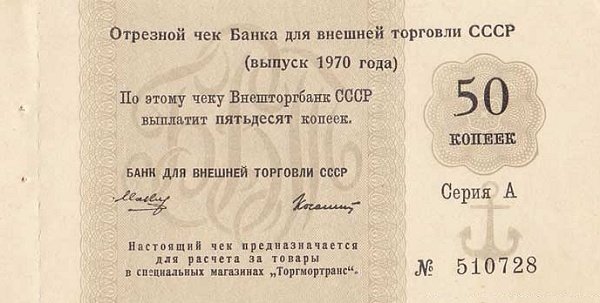 Отрезной чек Банка для внешней торговли СССР
(выпуск 1970 года)
По этому чеку Внешторгбанк СССР
выплатит пятьдесят копеек.
50
КОПЕЕК
БАНК ДЛЯ ВНЕШНЕЙ ТОРГОВЛИ СССР
Серия А
Настоящий чек предназначается
для расчета за товары
в специальных магазинах „Торгмортранс“.
№ 510728